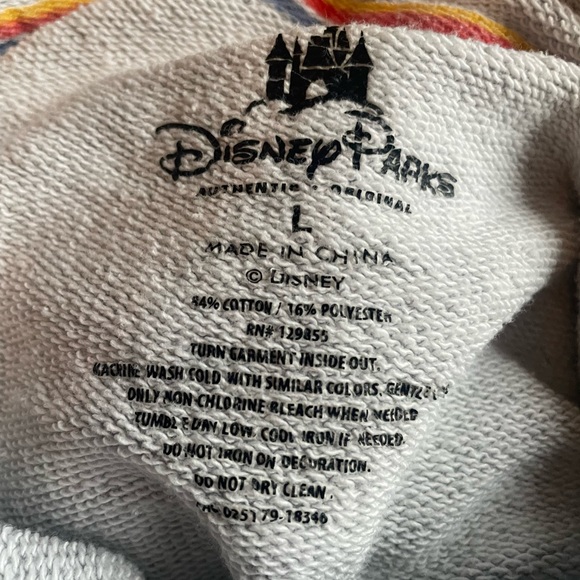 Disney Parks
AUTHENTIC ORIGINAL
L
MADE IN CHINA
© DISNEY
84% COTTON / 16% POLYESTER
RN# 129855
TURN GARMENT INSIDE OUT.
MACHINE WASH COLD WITH SIMILAR COLORS, GENTLE
ONLY NON CHLORINE BLEACH WHEN NEEDED
TUMBLE DRY LOW. COOL IRON IF NEEDED.
DO NOT IRON ON DECORATION.
DO NOT DRY CLEAN.
02517 9-18346